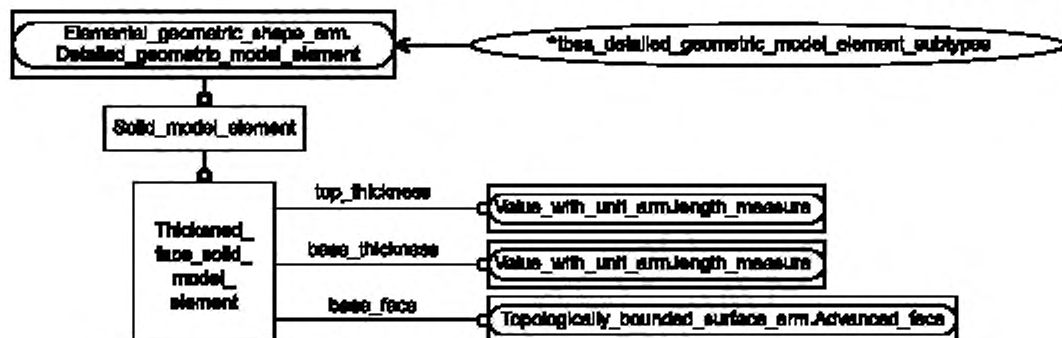 Elemental_geometric_shape_arm.
Detailed_geometric_model_element
*tbss_detailed_geometric_model_element_subtypes
Solid_model_element
top_thickness
Value_with_unit_arm.length_measure
Thickened_
face_solid_
model_
element
base_thickness
Value_with_unit_arm.length_measure
base_face
Topologically_bounded_surface_arm.Advanced_face